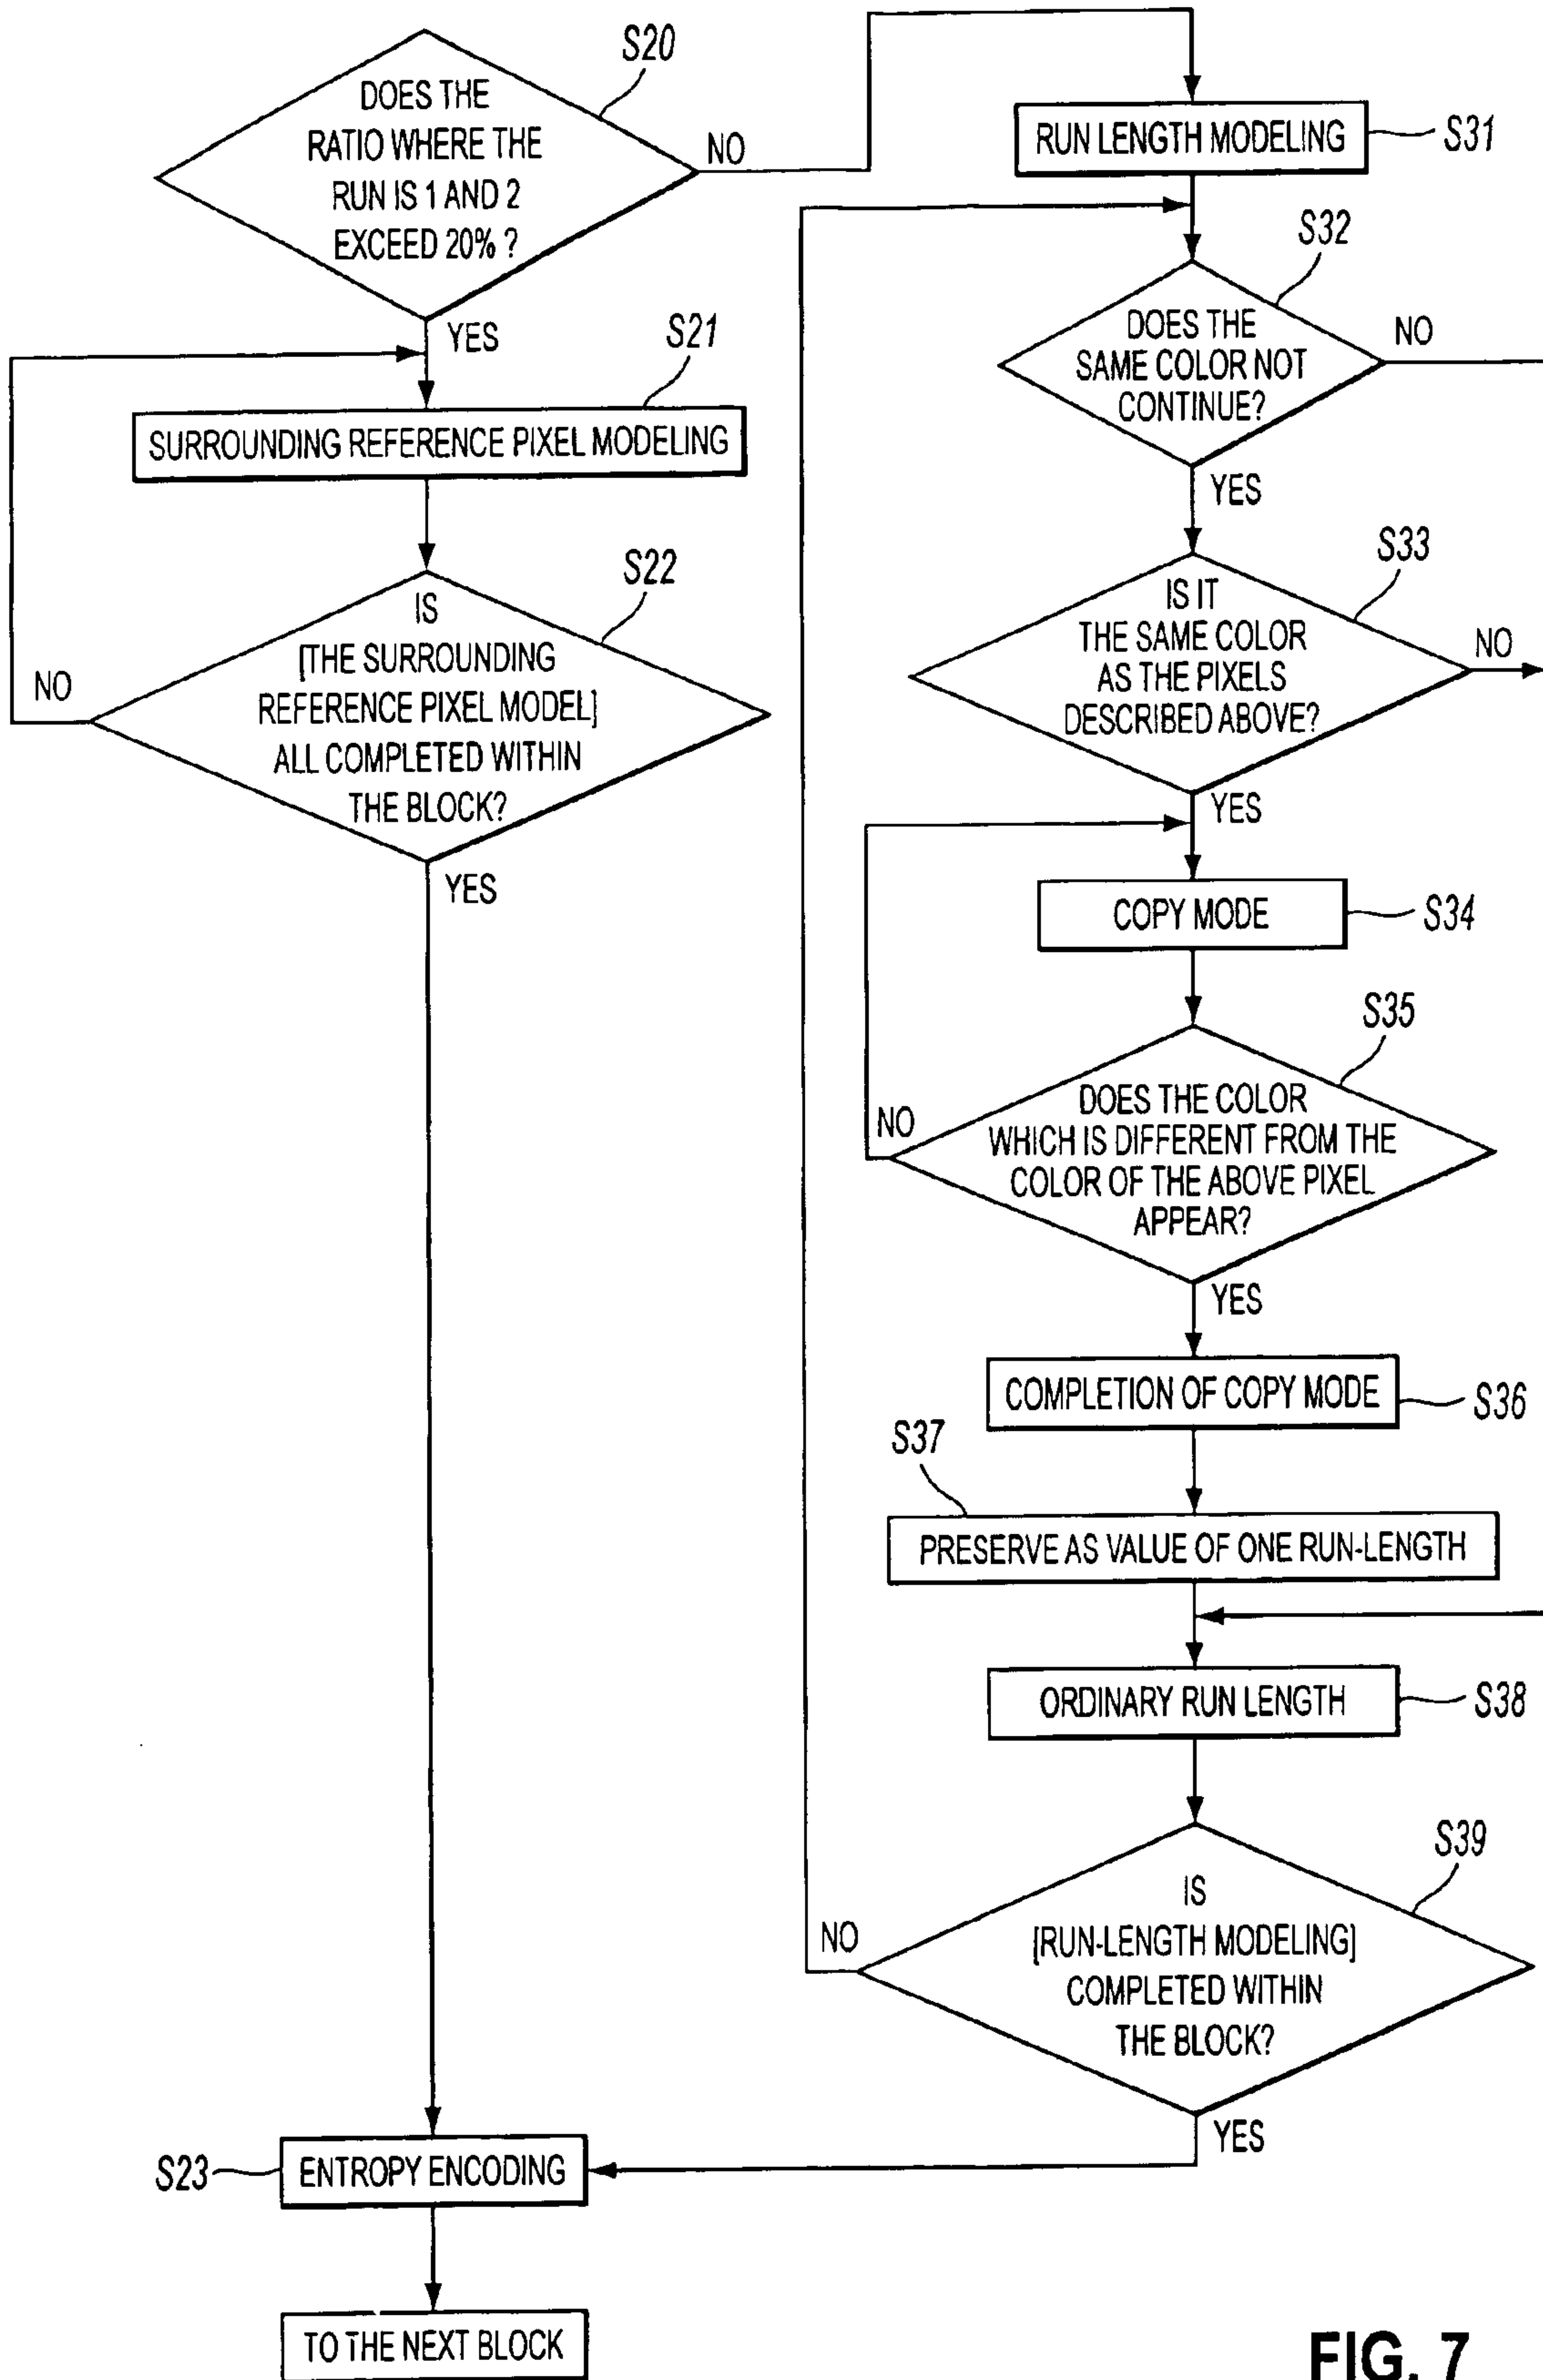 S20
DOES THE
RATIO WHERE THE
RUN IS 1 AND 2
EXCEED 20% ?
NO
YES
S21
SURROUNDING REFERENCE PIXEL MODELING
S22
IS
[THE SURROUNDING
REFERENCE PIXEL MODEL]
ALL COMPLETED WITHIN
THE BLOCK?
NO
YES
S23
ENTROPY ENCODING
TO THE NEXT BLOCK
RUN LENGTH MODELING
S31
S32
DOES THE
SAME COLOR NOT
CONTINUE?
NO
YES
S33
IS IT
THE SAME COLOR
AS THE PIXELS
DESCRIBED ABOVE?
NO
YES
COPY MODE
S34
S35
DOES THE COLOR
WHICH IS DIFFERENT FROM THE
COLOR OF THE ABOVE PIXEL
APPEAR?
NO
YES
COMPLETION OF COPY MODE
S36
S37
PRESERVE AS VALUE OF ONE RUN-LENGTH
ORDINARY RUN LENGTH
S38
S39
IS
[RUN-LENGTH MODELING]
COMPLETED WITHIN
THE BLOCK?
NO
YES
FIG. 7